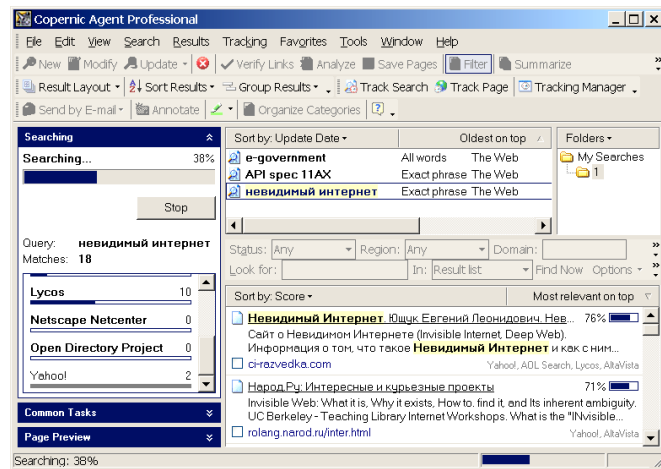 Copernic Agent Professional
File Edit View Search Results Tracking Favorites Tools Window Help
New Modify Update Verify Links Analyze Save Pages Filter Summarize
Result Layout Sort Results Group Results Track Search Track Page Tracking Manager
Send by E-mail Annotate Organize Categories
Searching
Searching... 38%
Stop
Query: невидимый интернет
Matches: 18
Lycos 10
Netscape Netcenter 0
Open Directory Project 0
Yahoo! 2
Common Tasks
Page Preview
Sort by: Update Date Oldest on top
e-government All words The Web
API spec 11AX Exact phrase The Web
невидимый интернет Exact phrase The Web
Folders
My Searches
1
Status: Any Region: Any Domain:
Look for: In: Result list Find Now Options
Sort by: Score Most relevant on top
Невидимый Интернет. Ющук Евгений Леонидович. Нев... 76%
Сайт о Невидимом Интернете (Invisible Internet, Deep Web).
Информация о том, что такое Невидимый Интернет и как с ним...
ci-razvedka.com Yahoo!, AOL Search, Lycos, AltaVista
Народ.Ру: Интересные и курьезные проекты 71%
Invisible Web: What it is, Why it exists, How to. find it, and Its inherent ambiguity.
UC Berkeley - Teaching Library Internet Workshops. What is the "INvisible...
rolang.narod.ru/inter.html Yahoo!, AltaVista
Searching: 38%